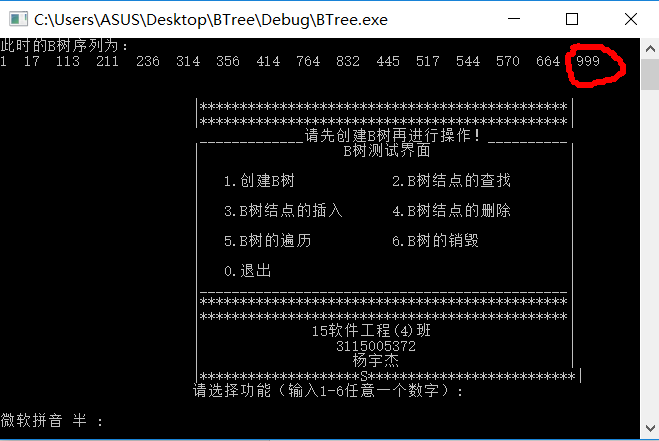 C:\Users\ASUS\Desktop\BTree\Debug\BTree.exe
此时的B树序列为:
1 17 113 211 236 314 356 414 764 832 445 517 544 570 664 999
|**********************************************|
|**********************************************|
_____________请先创建B树再进行操作!__________
B树测试界面
1.创建B树 2.B树结点的查找
3.B树结点的插入 4.B树结点的删除
5.B树的遍历 6.B树的销毁
0.退出
|______________________________________________|
|**********************************************|
|**********************************************|
15软件工程(4)班
3115005372
杨宇杰
|********************S**************************|
请选择功能(输入1-6任意一个数字):
微软拼音 半 :